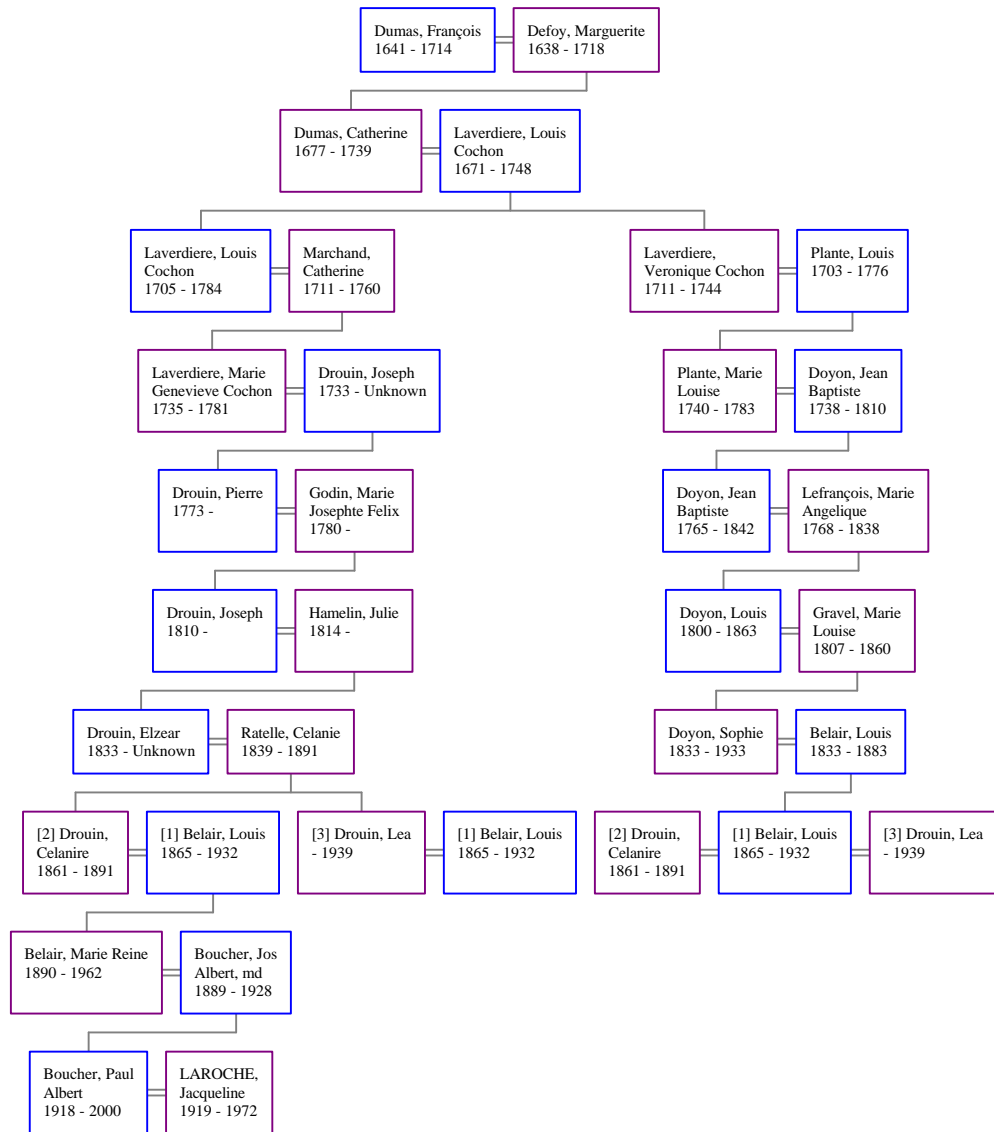 Dumas, François
1641 - 1714
Defoy, Marguerite
1638 - 1718
Dumas, Catherine
1677 - 1739
Laverdiere, Louis
Cochon
1671 - 1748
Laverdiere, Louis
Cochon
1705 - 1784
Marchand,
Catherine
1711 - 1760
Laverdiere,
Veronique Cochon
1711 - 1744
Plante, Louis
1703 - 1776
Laverdiere, Marie
Genevieve Cochon
1735 - 1781
Drouin, Joseph
1733 - Unknown
Plante, Marie
Louise
1740 - 1783
Doyon, Jean
Baptiste
1738 - 1810
Drouin, Pierre
1773 -
Godin, Marie
Josephte Felix
1780 -
Doyon, Jean
Baptiste
1765 - 1842
Lefrançois, Marie
Angelique
1768 - 1838
Drouin, Joseph
1810 -
Hamelin, Julie
1814 -
Doyon, Louis
1800 - 1863
Gravel, Marie
Louise
1807 - 1860
Drouin, Elzear
1833 - Unknown
Ratelle, Celanie
1839 - 1891
Doyon, Sophie
1833 - 1933
Belair, Louis
1833 - 1883
[2] Drouin,
Celanire
1861 - 1891
[1] Belair, Louis
1865 - 1932
[3] Drouin, Lea
- 1939
[1] Belair, Louis
1865 - 1932
[2] Drouin,
Celanire
1861 - 1891
[1] Belair, Louis
1865 - 1932
[3] Drouin, Lea
- 1939
Belair, Marie Reine
1890 - 1962
Boucher, Jos
Albert, md
1889 - 1928
Boucher, Paul
Albert
1918 - 2000
LAROCHE,
Jacqueline
1919 - 1972